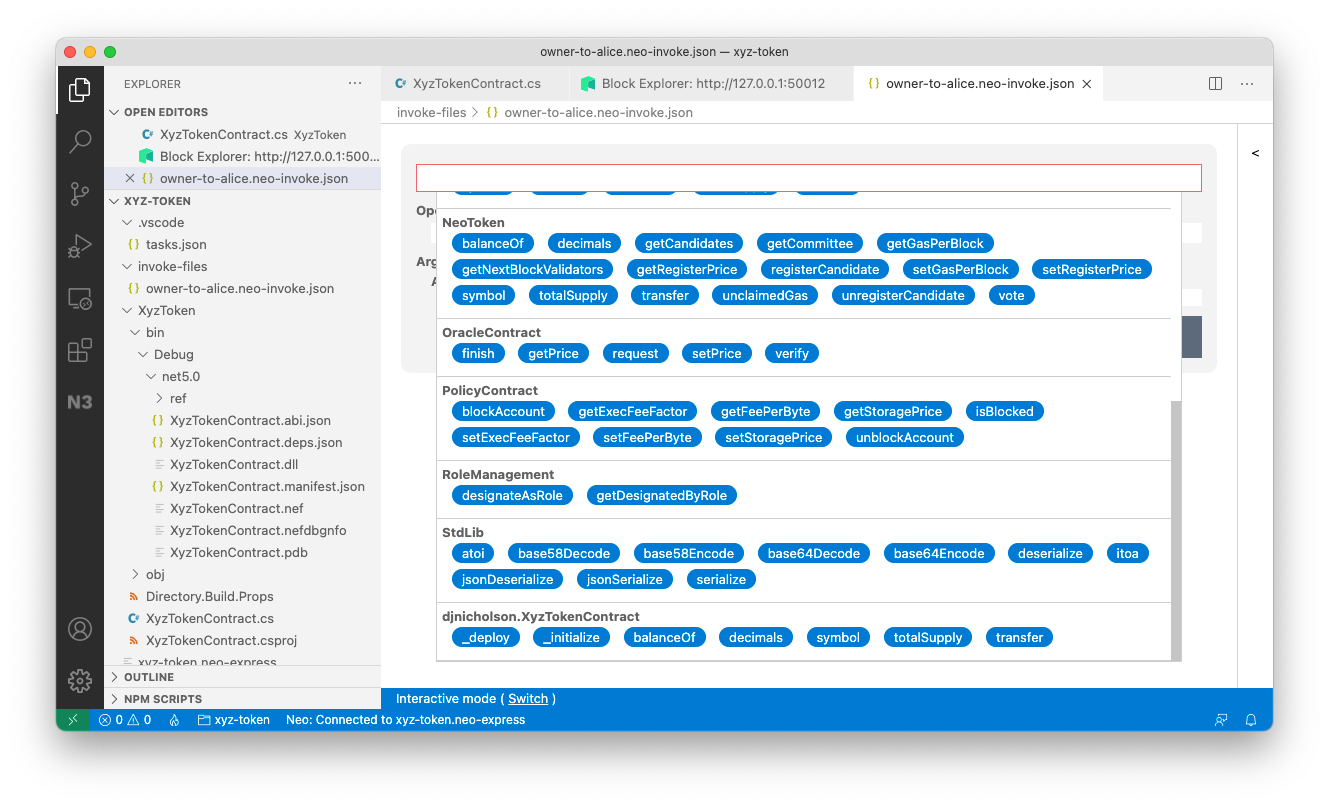 owner-to-alice.neo-invoke.json — xyz-token
EXPLORER
OPEN EDITORS
XyzTokenContract.cs XyzToken
Block Explorer: http://127.0.0.1:500...
owner-to-alice.neo-invoke.json
XYZ-TOKEN
.vscode
tasks.json
invoke-files
owner-to-alice.neo-invoke.json
XyzToken
bin
Debug
net5.0
ref
XyzTokenContract.abi.json
XyzTokenContract.deps.json
XyzTokenContract.dll
XyzTokenContract.manifest.json
XyzTokenContract.nef
XyzTokenContract.nefdbgnfo
XyzTokenContract.pdb
obj
Directory.Build.Props
XyzTokenContract.cs
XyzTokenContract.csproj
xyz-token.neo-express
OUTLINE
NPM SCRIPTS
N3
XyzTokenContract.cs Block Explorer: http://127.0.0.1:50012 owner-to-alice.neo-invoke.json
invoke-files > owner-to-alice.neo-invoke.json
<
NeoToken
balanceOf decimals getCandidates getCommittee getGasPerBlock
getNextBlockValidators getRegisterPrice registerCandidate setGasPerBlock setRegisterPrice
symbol totalSupply transfer unclaimedGas unregisterCandidate vote
OracleContract
finish getPrice request setPrice verify
PolicyContract
blockAccount getExecFeeFactor getFeePerByte getStoragePrice isBlocked
setExecFeeFactor setFeePerByte setStoragePrice unblockAccount
RoleManagement
designateAsRole getDesignatedByRole
StdLib
atoi base58Decode base58Encode base64Decode base64Encode deserialize itoa
jsonDeserialize jsonSerialize serialize
djnicholson.XyzTokenContract
_deploy _initialize balanceOf decimals symbol totalSupply transfer
Interactive mode ( Switch )
0 0 xyz-token Neo: Connected to xyz-token.neo-express